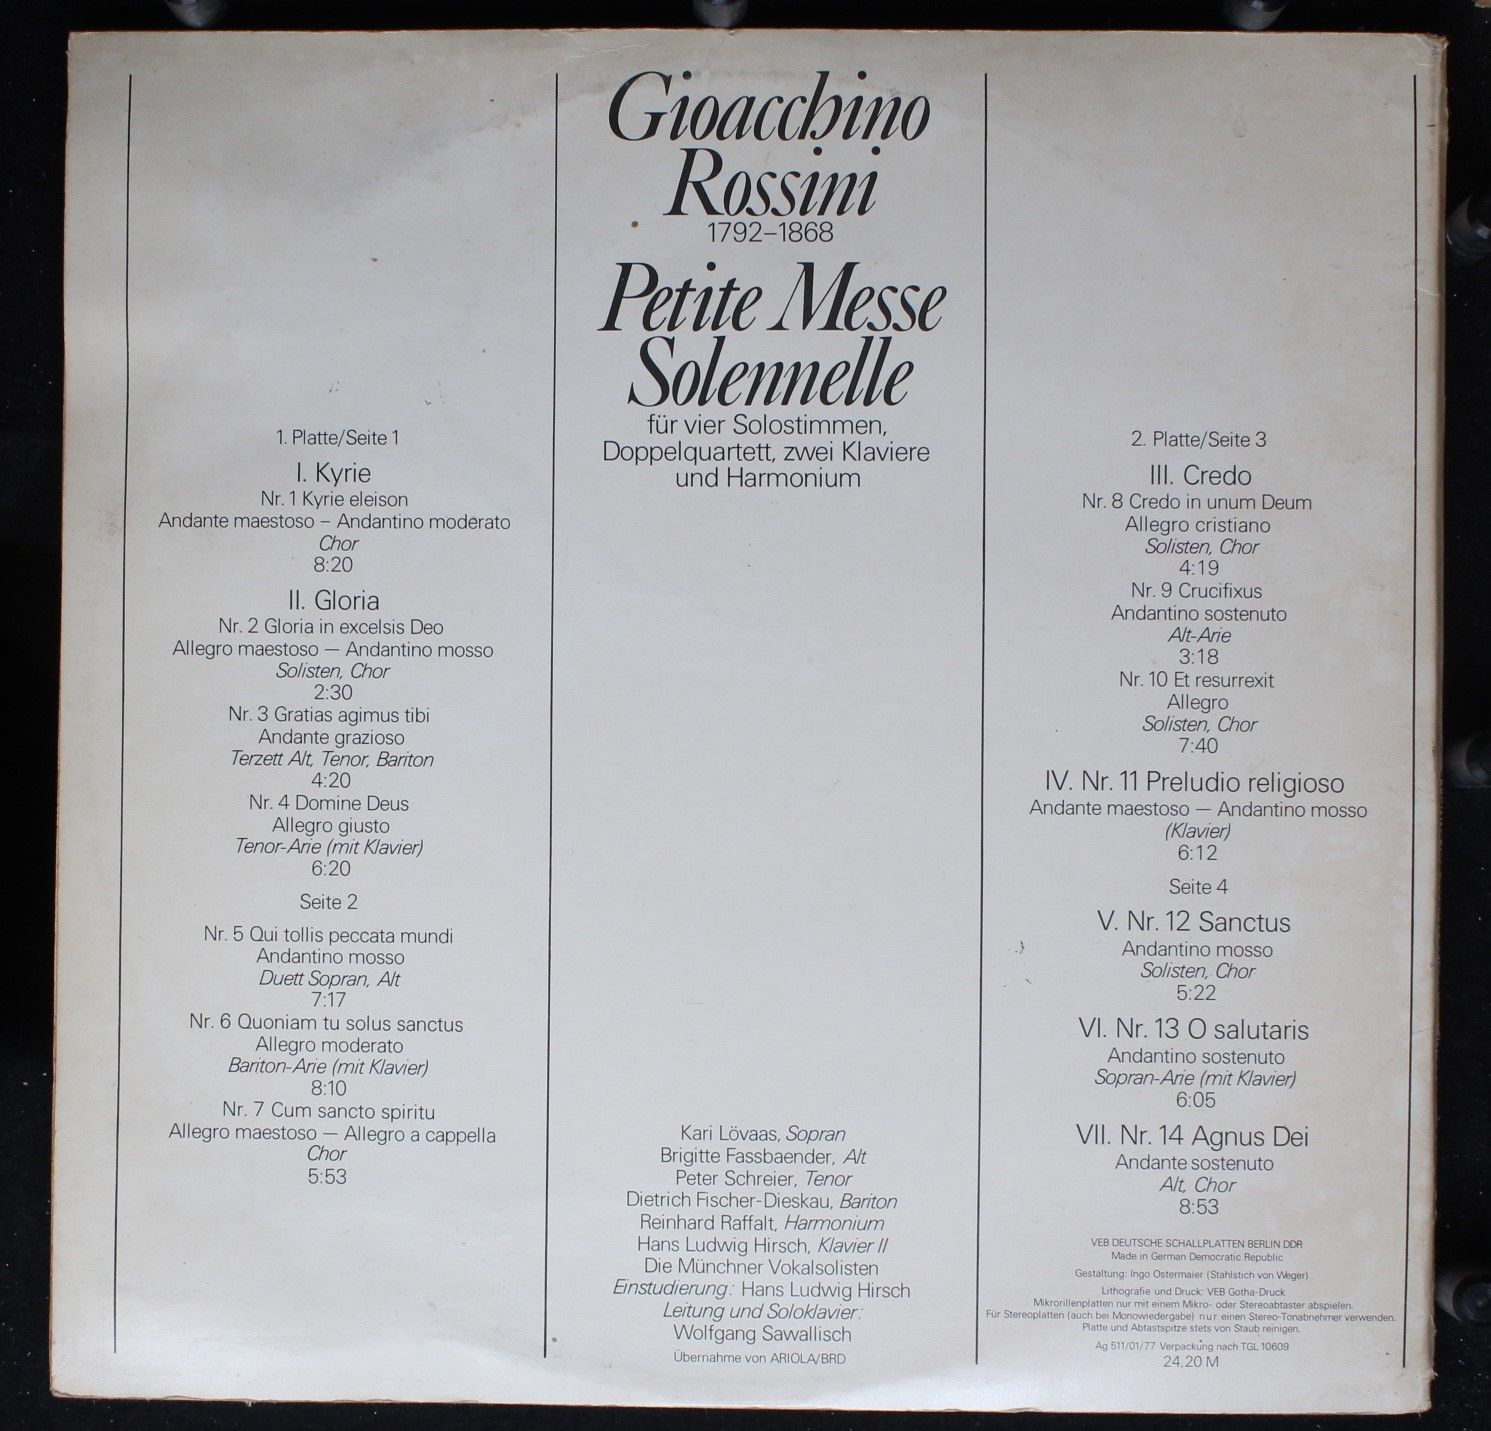 Gioacchino
Rossini
1792–1868
Petite Messe
Solennelle
für vier Solostimmen,
Doppelquartett, zwei Klaviere
und Harmonium
1. Platte/Seite 1
I. Kyrie
Nr. 1 Kyrie eleison
Andante maestoso – Andantino moderato
Chor
8:20
II. Gloria
Nr. 2 Gloria in excelsis Deo
Allegro maestoso — Andantino mosso
Solisten, Chor
2:30
Nr. 3 Gratias agimus tibi
Andante grazioso
Terzett Alt, Tenor, Bariton
4:20
Nr. 4 Domine Deus
Allegro giusto
Tenor-Arie (mit Klavier)
6:20
Seite 2
Nr. 5 Qui tollis peccata mundi
Andantino mosso
Duett Sopran, Alt
7:17
Nr. 6 Quoniam tu solus sanctus
Allegro moderato
Bariton-Arie (mit Klavier)
8:10
Nr. 7 Cum sancto spiritu
Allegro maestoso — Allegro a cappella
Chor
5:53
Kari Lövaas, Sopran
Brigitte Fassbaender, Alt
Peter Schreier, Tenor
Dietrich Fischer-Dieskau, Bariton
Reinhard Raffalt, Harmonium
Hans Ludwig Hirsch, Klavier II
Die Münchner Vokalsolisten
Einstudierung: Hans Ludwig Hirsch
Leitung und Soloklavier:
Wolfgang Sawallisch
Übernahme von ARIOLA/BRD
2. Platte/Seite 3
III. Credo
Nr. 8 Credo in unum Deum
Allegro cristiano
Solisten, Chor
4:19
Nr. 9 Crucifixus
Andantino sostenuto
Alt-Arie
3:18
Nr. 10 Et resurrexit
Allegro
Solisten, Chor
7:40
IV. Nr. 11 Preludio religioso
Andante maestoso — Andantino mosso
(Klavier)
6:12
Seite 4
V. Nr. 12 Sanctus
Andantino mosso
Solisten, Chor
5:22
VI. Nr. 13 O salutaris
Andantino sostenuto
Sopran-Arie (mit Klavier)
6:05
VII. Nr. 14 Agnus Dei
Andante sostenuto
Alt, Chor
8:53
VEB DEUTSCHE SCHALLPLATTEN BERLIN DDR
Made in German Democratic Republic
Gestaltung: Ingo Ostermaier (Stahlstich von Weger)
Lithografie und Druck: VEB Gotha-Druck
Mikrorillenplatten nur mit einem Mikro- oder Stereoabtaster abspielen.
Für Stereoplatten (auch bei Monowiedergabe) nur einen Stereo-Tonabnehmer verwenden.
Platte und Abtastspitze stets von Staub reinigen.
Ag 511/01/77 Verpackung nach TGL 10609
24,20 M